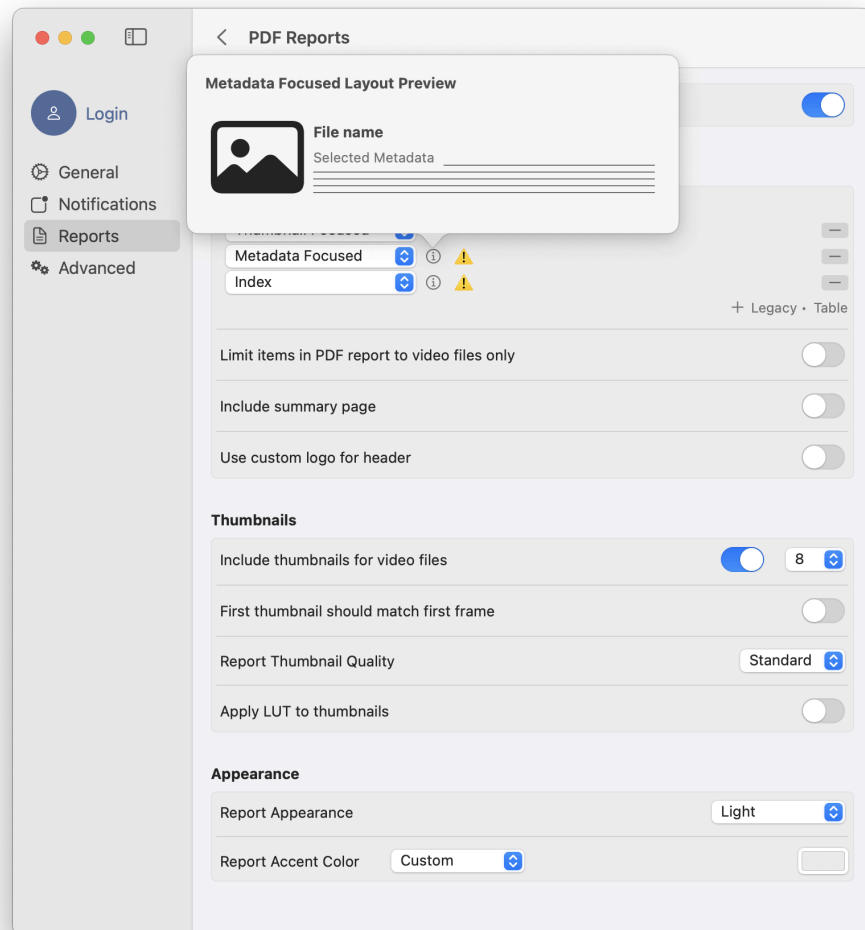 PDF Reports
Metadata Focused Layout Preview
Login
File name
Selected Metadata
General
Notifications
Reports
Advanced
Metadata Focused
Index
+ Legacy • Table
Limit items in PDF report to video files only
Include summary page
Use custom logo for header
Thumbnails
Include thumbnails for video files 8
First thumbnail should match first frame
Report Thumbnail Quality Standard
Apply LUT to thumbnails
Appearance
Report Appearance Light
Report Accent Color Custom